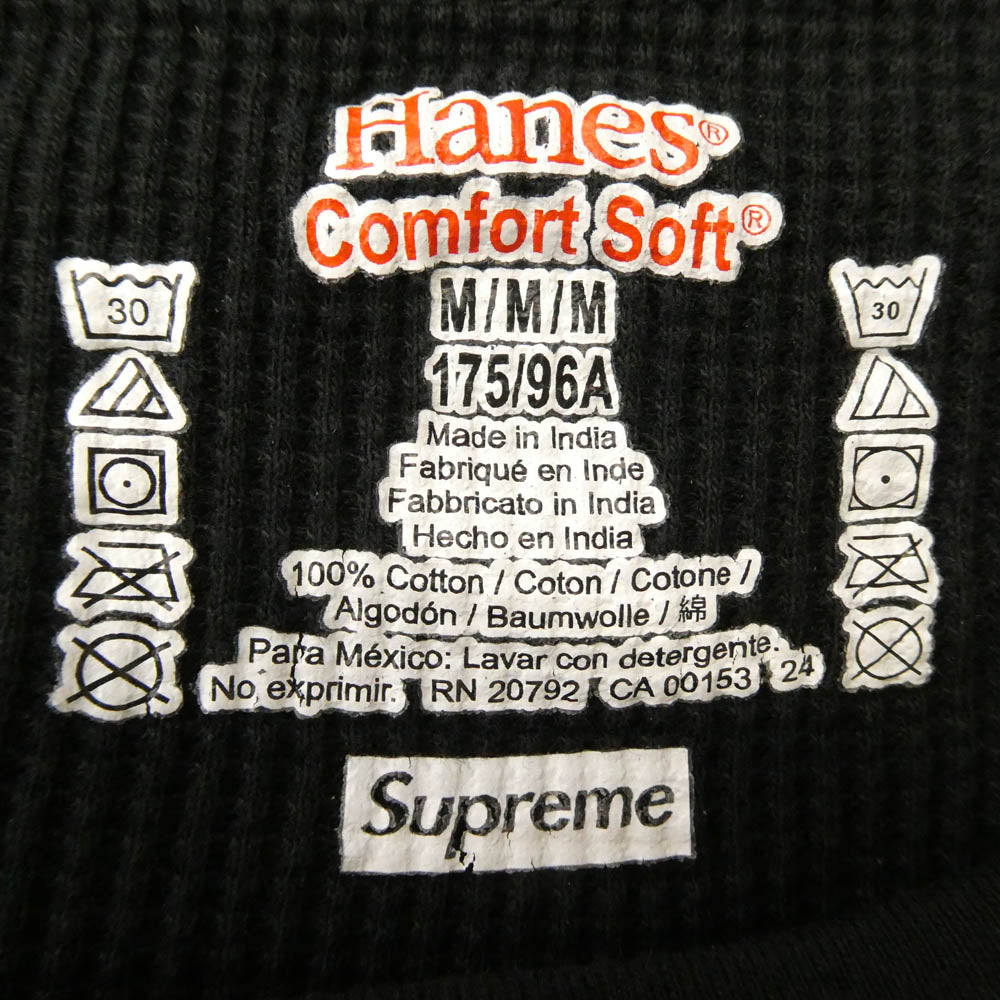 Hanes®
Comfort Soft®
30
30
M/M/M
175/96A
Made in India
Fabriqué en Inde
Fabbricato in India
Hecho en India
100% Cotton / Coton / Cotone /
Algodón / Baumwolle / 綿
Para México: Lavar con detergente.
No exprimir. RN 20792 CA 00153 24
Supreme